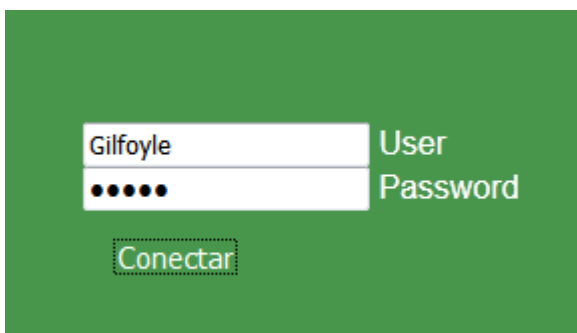 Gilfoyle User
••••• Password
Conectar